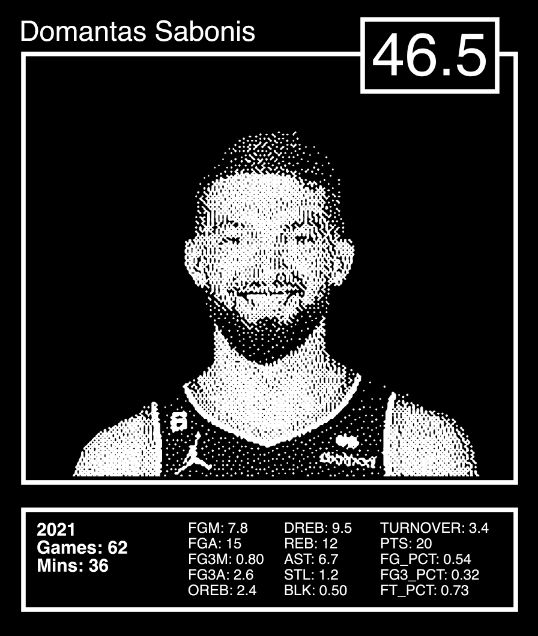 Domantas Sabonis
46.5
2021
Games: 62
Mins: 36
FGM: 7.8
FGA: 15
FG3M: 0.80
FG3A: 2.6
OREB: 2.4
DREB: 9.5
REB: 12
AST: 6.7
STL: 1.2
BLK: 0.50
TURNOVER: 3.4
PTS: 20
FG_PCT: 0.54
FG3_PCT: 0.32
FT_PCT: 0.73